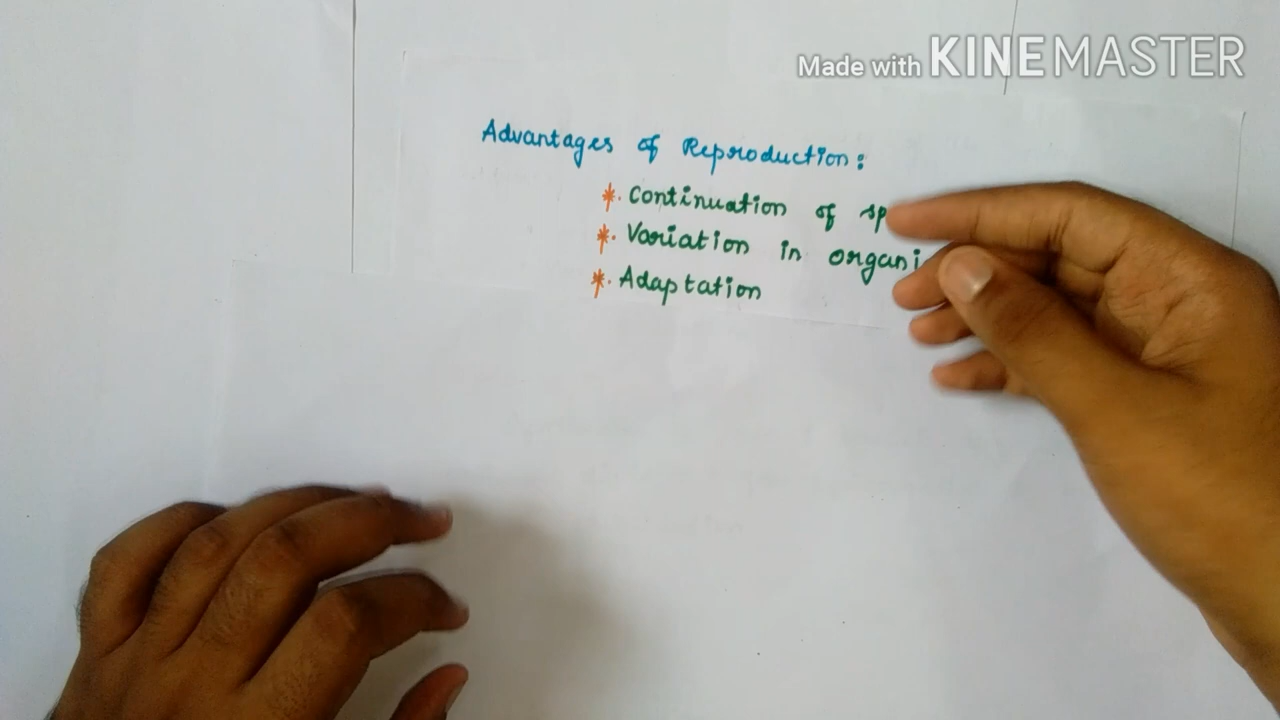 Made with KINEMASTER
Advantages of Reproduction:
*. Continuation of
*. Variation in
*. Adaptation